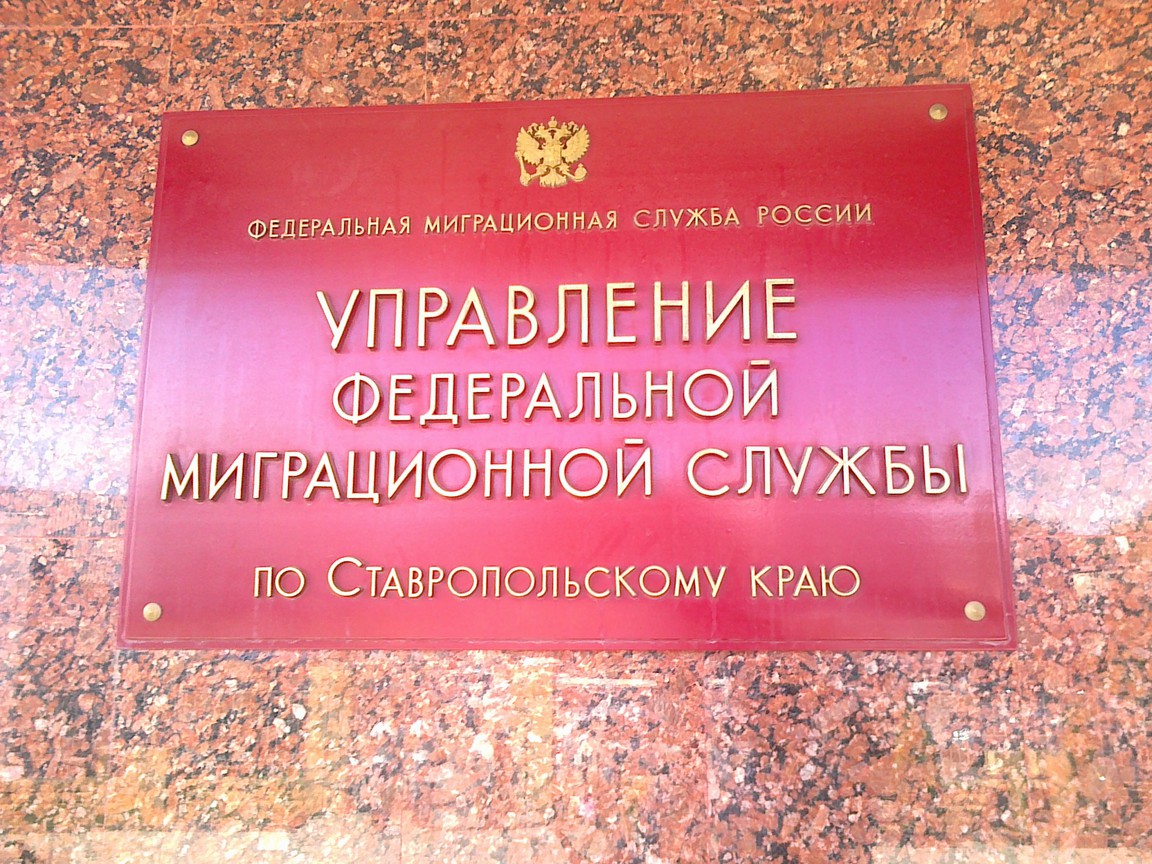 ФЕДЕРАЛЬНАЯ МИГРАЦИОННАЯ СЛУЖБА РОССИИ
УПРАВЛЕНИЕ
ФЕДЕРАЛЬНОЙ
МИГРАЦИОННОЙ СЛУЖБЫ
ПО СТАВРОПОЛЬСКОМУ КРАЮ